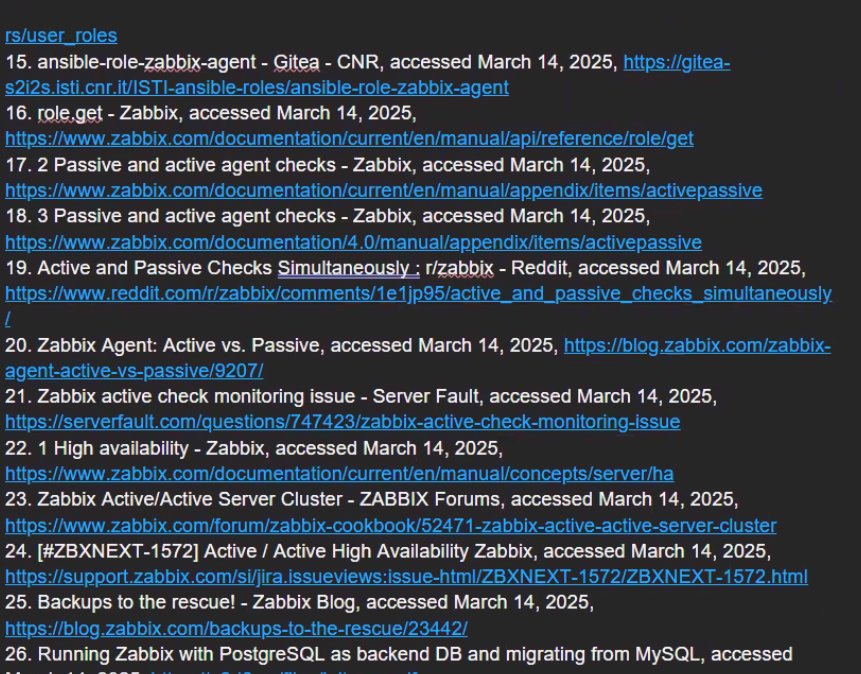 rs/user_roles
15. ansible-role-zabbix-agent - Gitea - CNR, accessed March 14, 2025, https://gitea-
s2i2s.isti.cnr.it/ISTI-ansible-roles/ansible-role-zabbix-agent
16. role.get - Zabbix, accessed March 14, 2025,
https://www.zabbix.com/documentation/current/en/manual/api/reference/role/get
17. 2 Passive and active agent checks - Zabbix, accessed March 14, 2025,
https://www.zabbix.com/documentation/current/en/manual/appendix/items/activepassive
18. 3 Passive and active agent checks - Zabbix, accessed March 14, 2025,
https://www.zabbix.com/documentation/4.0/manual/appendix/items/activepassive
19. Active and Passive Checks Simultaneously : r/zabbix - Reddit, accessed March 14, 2025,
https://www.reddit.com/r/zabbix/comments/1e1jp95/active_and_passive_checks_simultaneously
/
20. Zabbix Agent: Active vs. Passive, accessed March 14, 2025, https://blog.zabbix.com/zabbix-
agent-active-vs-passive/9207/
21. Zabbix active check monitoring issue - Server Fault, accessed March 14, 2025,
https://serverfault.com/questions/747423/zabbix-active-check-monitoring-issue
22. 1 High availability - Zabbix, accessed March 14, 2025,
https://www.zabbix.com/documentation/current/en/manual/concepts/server/ha
23. Zabbix Active/Active Server Cluster - ZABBIX Forums, accessed March 14, 2025,
https://www.zabbix.com/forum/zabbix-cookbook/52471-zabbix-active-active-server-cluster
24. [#ZBXNEXT-1572] Active / Active High Availability Zabbix, accessed March 14, 2025,
https://support.zabbix.com/si/jira.issueviews:issue-html/ZBXNEXT-1572/ZBXNEXT-1572.html
25. Backups to the rescue! - Zabbix Blog, accessed March 14, 2025,
https://blog.zabbix.com/backups-to-the-rescue/23442/
26. Running Zabbix with PostgreSQL as backend DB and migrating from MySQL, accessed